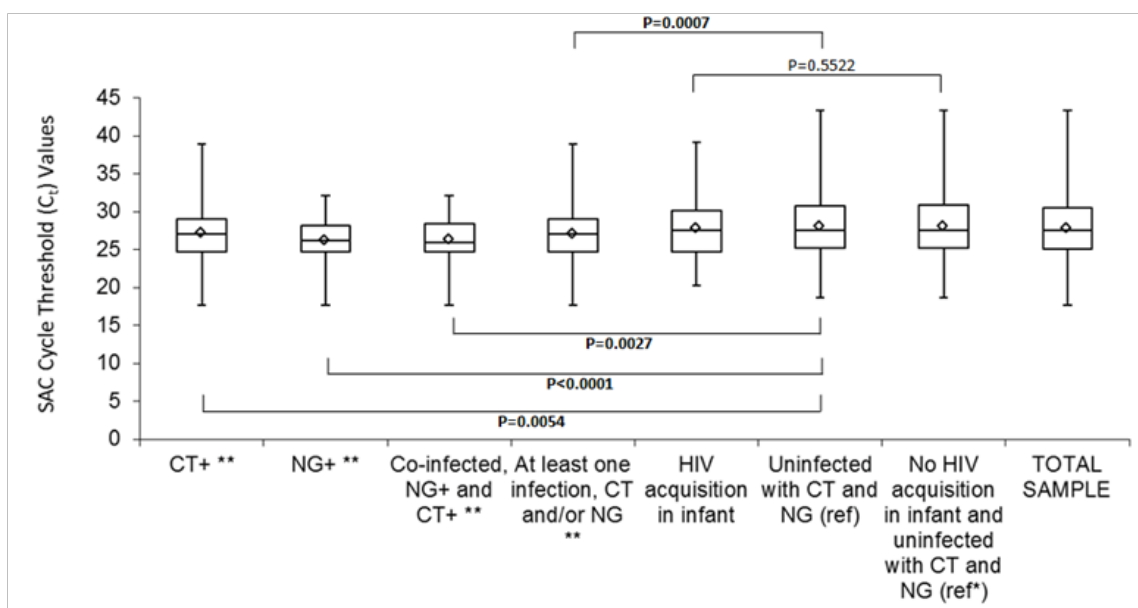 P=0.0007
P=0.5522
SAC Cycle Threshold (Ct) Values
45
40
35
30
25
20
15
10
5
0
P=0.0027
P<0.0001
P=0.0054
CT+ **
NG+ **
Co-infected,
NG+ and
CT+ **
At least one
infection, CT
and/or NG
**
HIV
acquisition
in infant
Uninfected
with CT and
NG (ref)
No HIV
acquisition
in infant and
uninfected
with CT and
NG (ref*)
TOTAL
SAMPLE